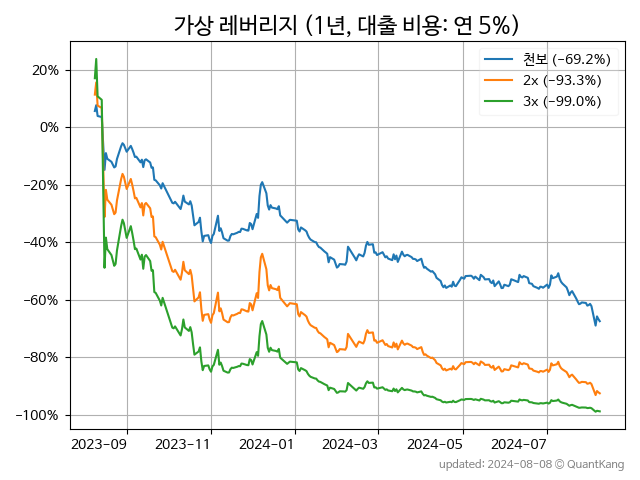 가상 레버리지 (1년, 대출 비용: 연 5%)
천보 (−69.2%)
2x (−93.3%)
3x (−99.0%)
20%
0%
−20%
−40%
−60%
−80%
−100%
2023-09 2023-11 2024-01 2024-03 2024-05 2024-07
updated: 2024-08-08 © QuantKang